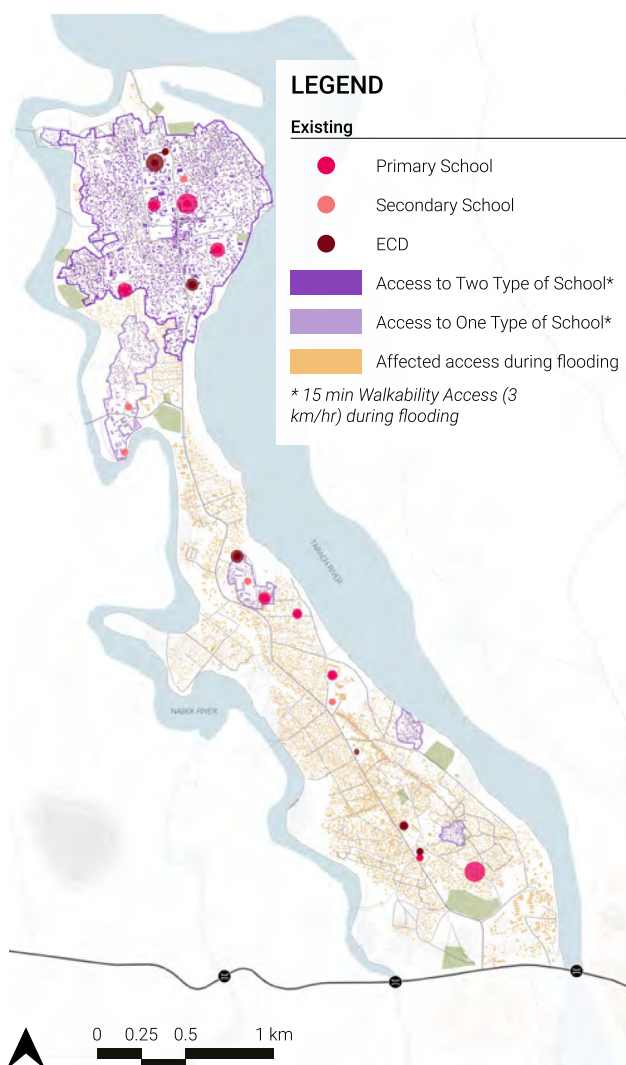 LEGEND
Existing
Primary School
Secondary School
ECD
Access to Two Type of School*
Access to One Type of School*
Affected access during flooding
* 15 min Walkability Access (3
km/hr) during flooding
TARACH RIVER
NABEK RIVER
0 0.25 0.5 1 km